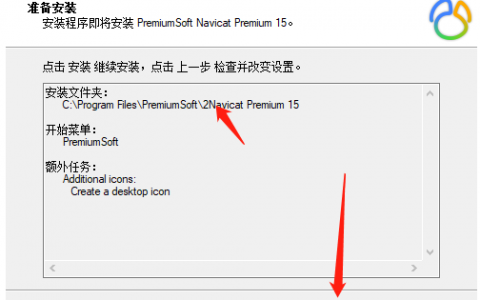 准备安装
安装程序即将安装 PremiumSoft Navicat Premium 15。
点击 安装 继续安装，点击 上一步 检查并改变设置。
安装文件夹：
C:\Program Files\PremiumSoft\2Navicat Premium 15
开始菜单：
PremiumSoft
额外任务：
Additional icons:
Create a desktop icon